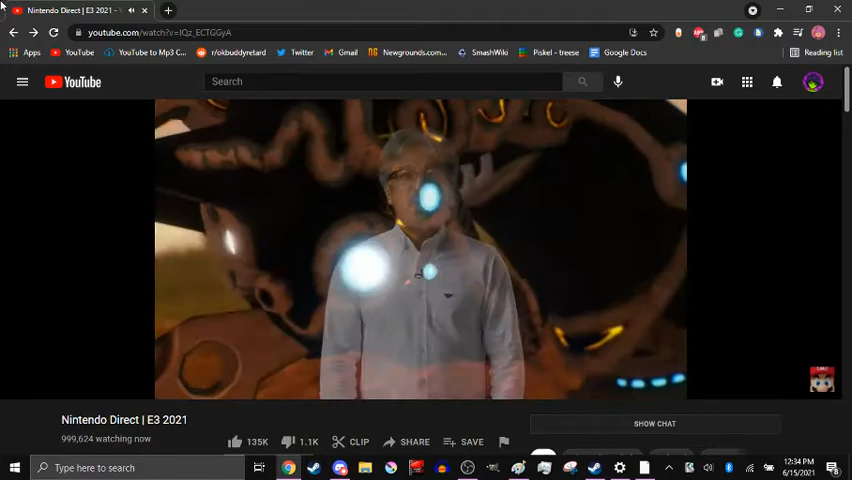 Nintendo Direct | E3 2021 - Y
youtube.com/watch?v=IQz_ECTGGyA
Apps YouTube YouTube to Mp3 C... r/okbuddyretard Twitter Gmail Newgrounds.com... SmashWiki Piskel - treese Google Docs Reading list
YouTube Search
Nintendo Direct | E3 2021
999,624 watching now
135K 1.1K CLIP SHARE SAVE
SHOW CHAT
Type here to search
12:34 PM
6/15/2021